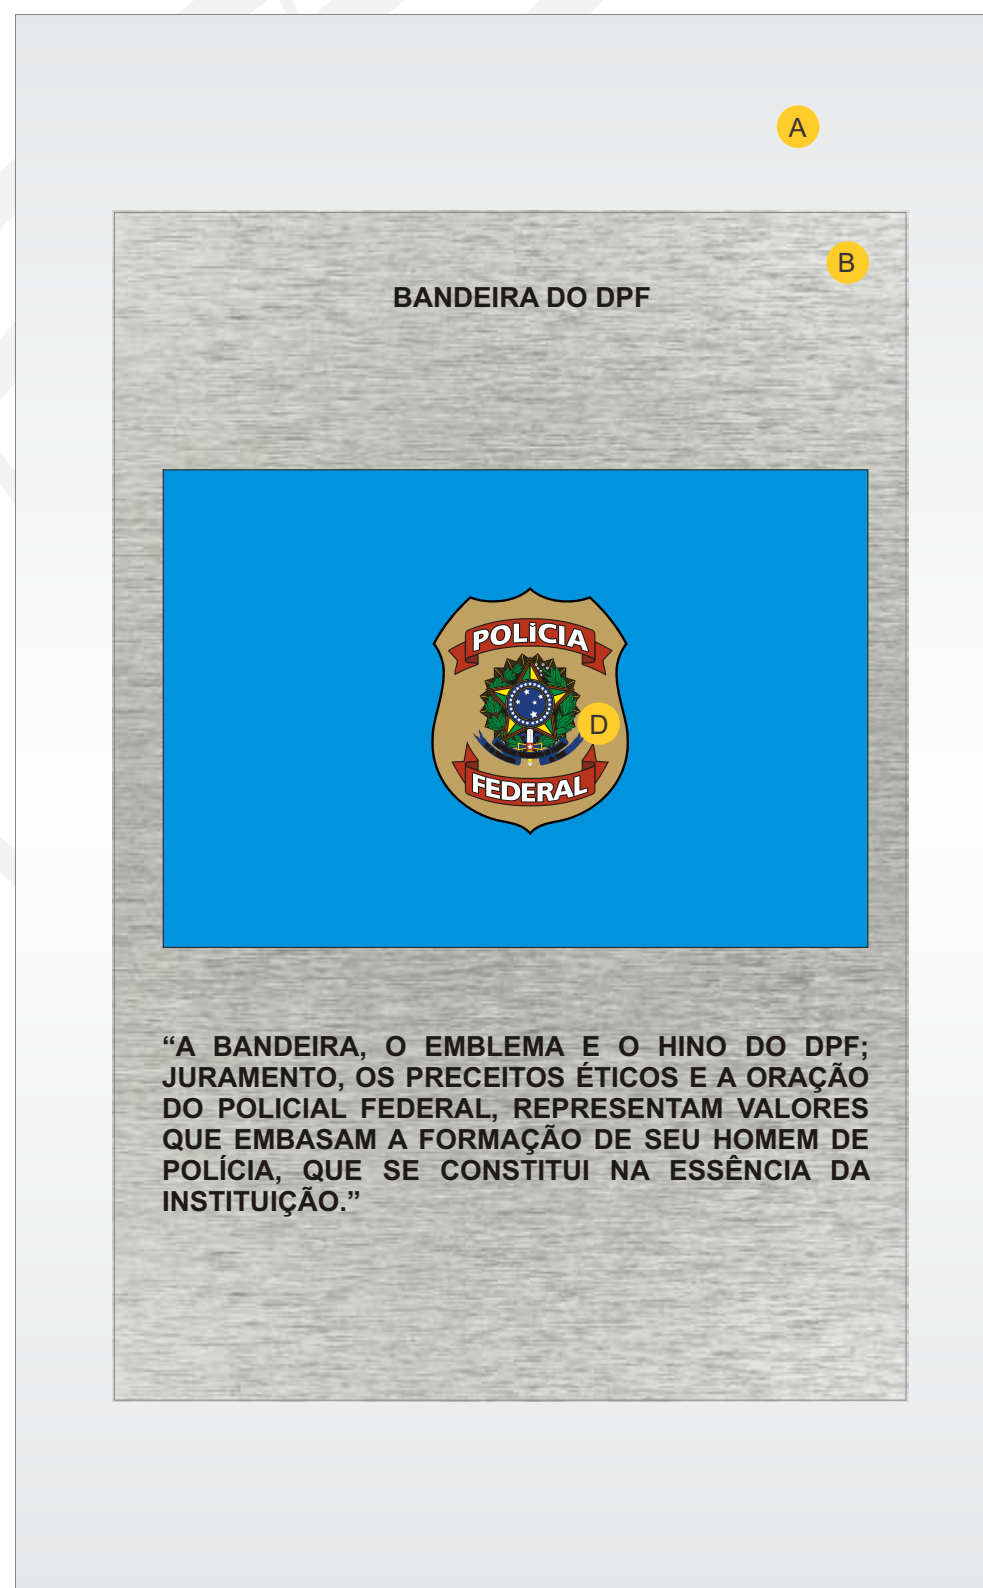 A
B
BANDEIRA DO DPF
POLÍCIA
D
FEDERAL
“A BANDEIRA, O EMBLEMA E O HINO DO DPF;
JURAMENTO, OS PRECEITOS ÉTICOS E A ORAÇÃO
DO POLICIAL FEDERAL, REPRESENTAM VALORES
QUE EMBASAM A FORMAÇÃO DE SEU HOMEM DE
POLÍCIA, QUE SE CONSTITUI NA ESSÊNCIA DA
INSTITUIÇÃO.”